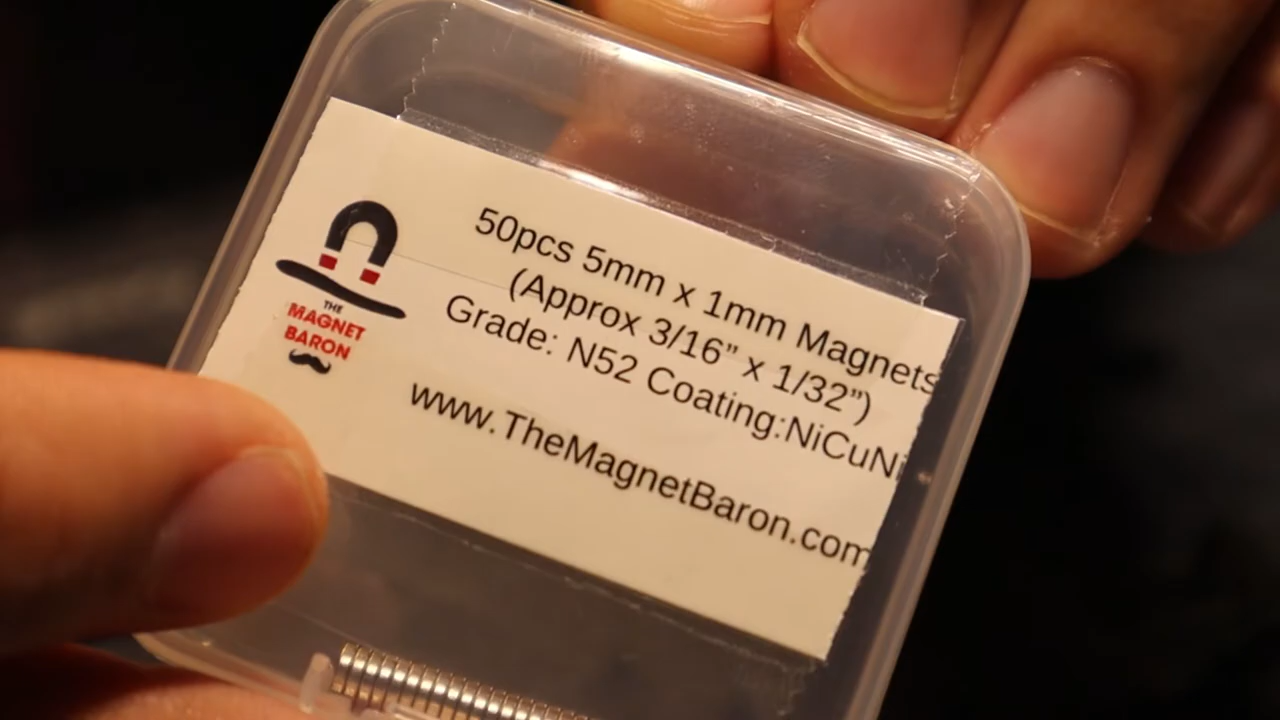 50pcs 5mm x 1mm Magnets
(Approx 3/16” x 1/32”)
Grade: N52 Coating:NiCuNi
www.TheMagnetBaron.com
THE
MAGNET
BARON